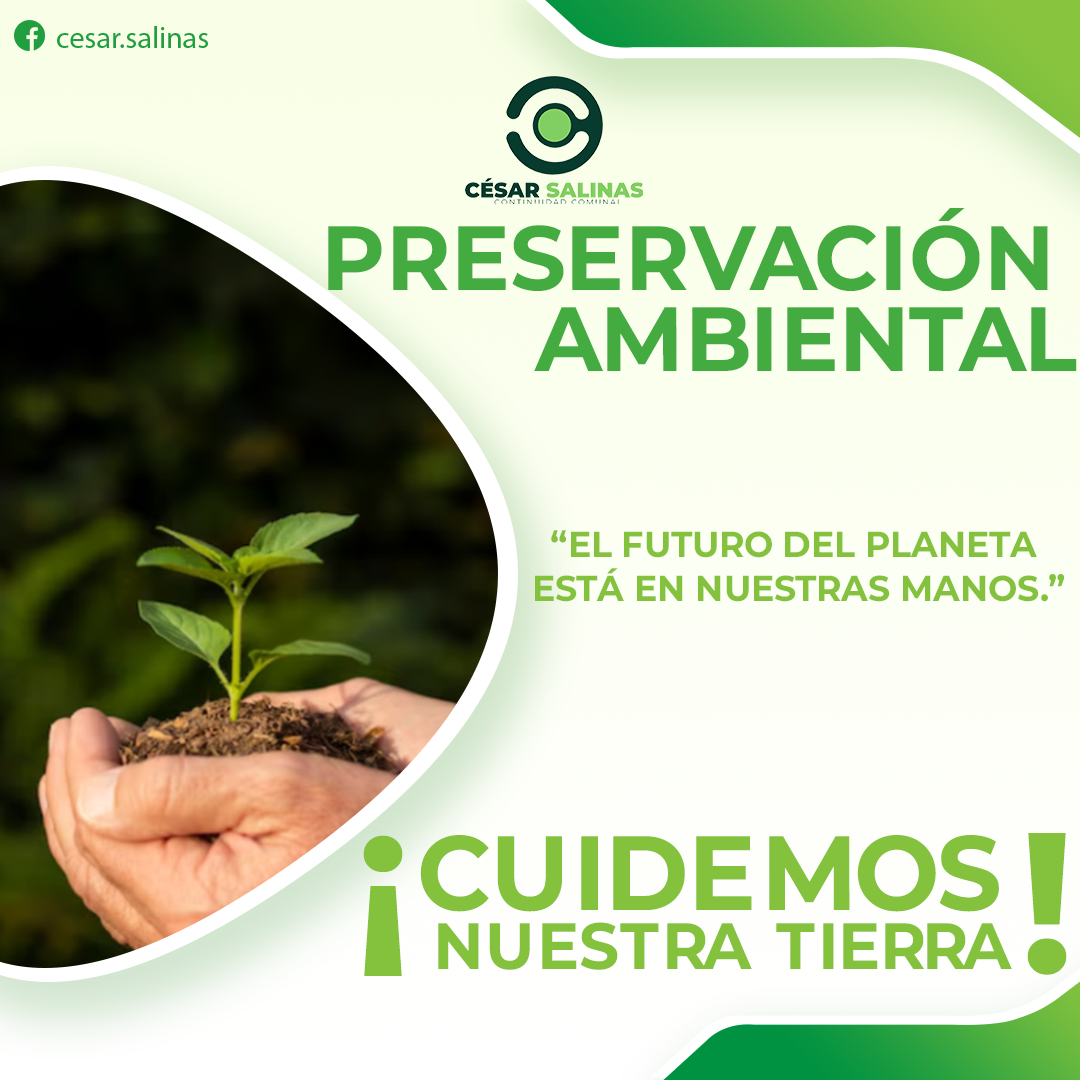 cesar.salinas
CÉSAR SALINAS
CONTINUIDAD COMUNAL
PRESERVACIÓN
AMBIENTAL
“EL FUTURO DEL PLANETA
ESTÁ EN NUESTRAS MANOS.”
¡CUIDEMOS
NUESTRA TIERRA!